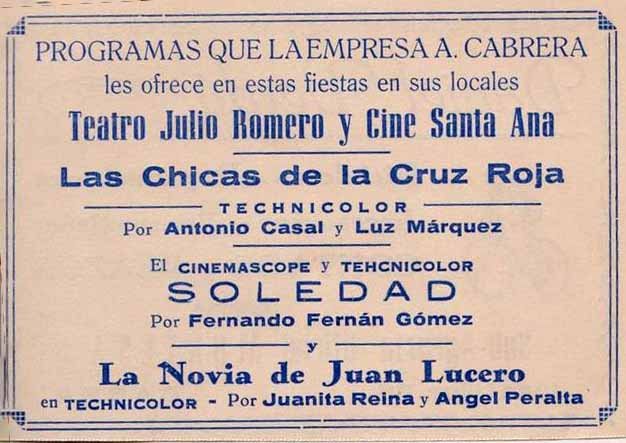 PROGRAMAS QUE LA EMPRESA A. CABRERA
les ofrece en estas fiestas en sus locales
Teatro Julio Romero y Cine Santa Ana
Las Chicas de la Cruz Roja
TECHNICOLOR
Por Antonio Casal y Luz Márquez
El CINEMASCOPE y TEHCNICOLOR
SOLEDAD
Por Fernando Fernán Gómez
y
La Novia de Juan Lucero
en TECHNICOLOR - Por Juanita Reina y Angel Peralta